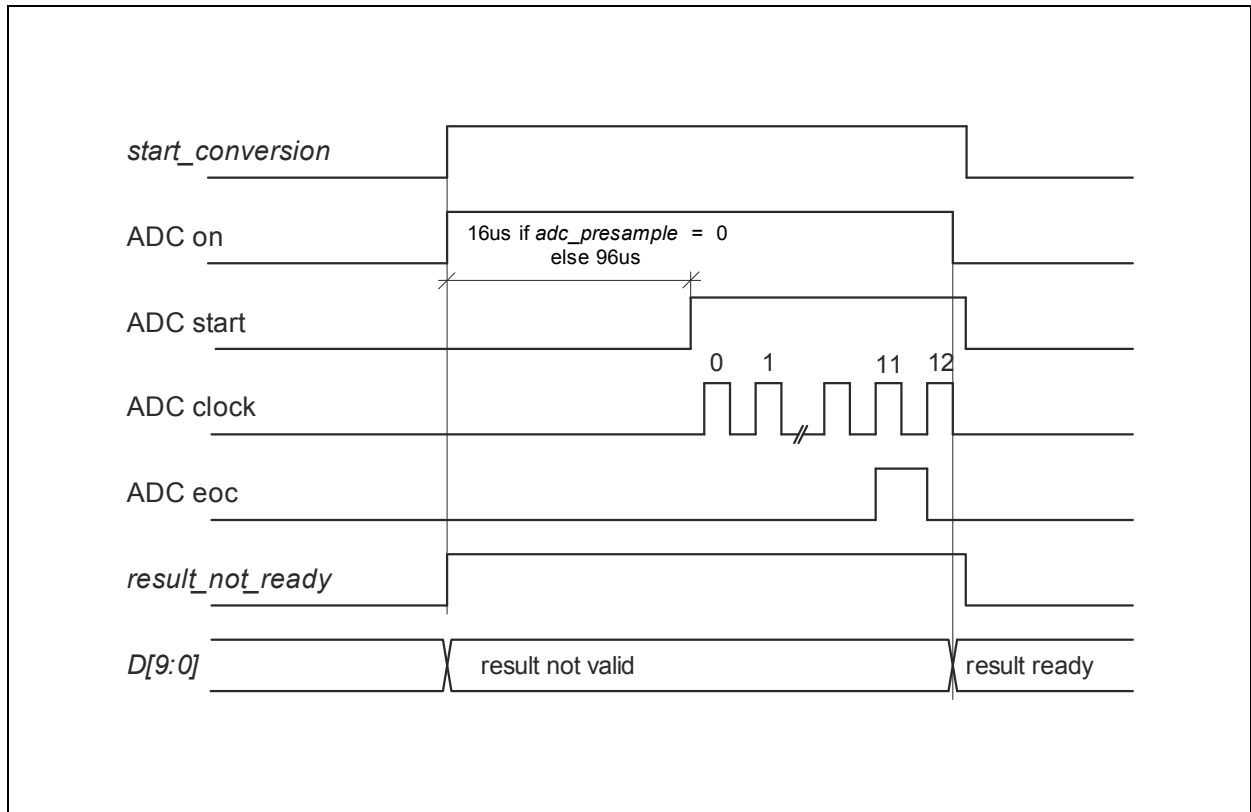 start_conversion
ADC on
16us if adc_presample = 0
else 96us
ADC start
0 1 11 12
ADC clock
ADC eoc
result_not_ready
D[9:0]
result not valid
result ready